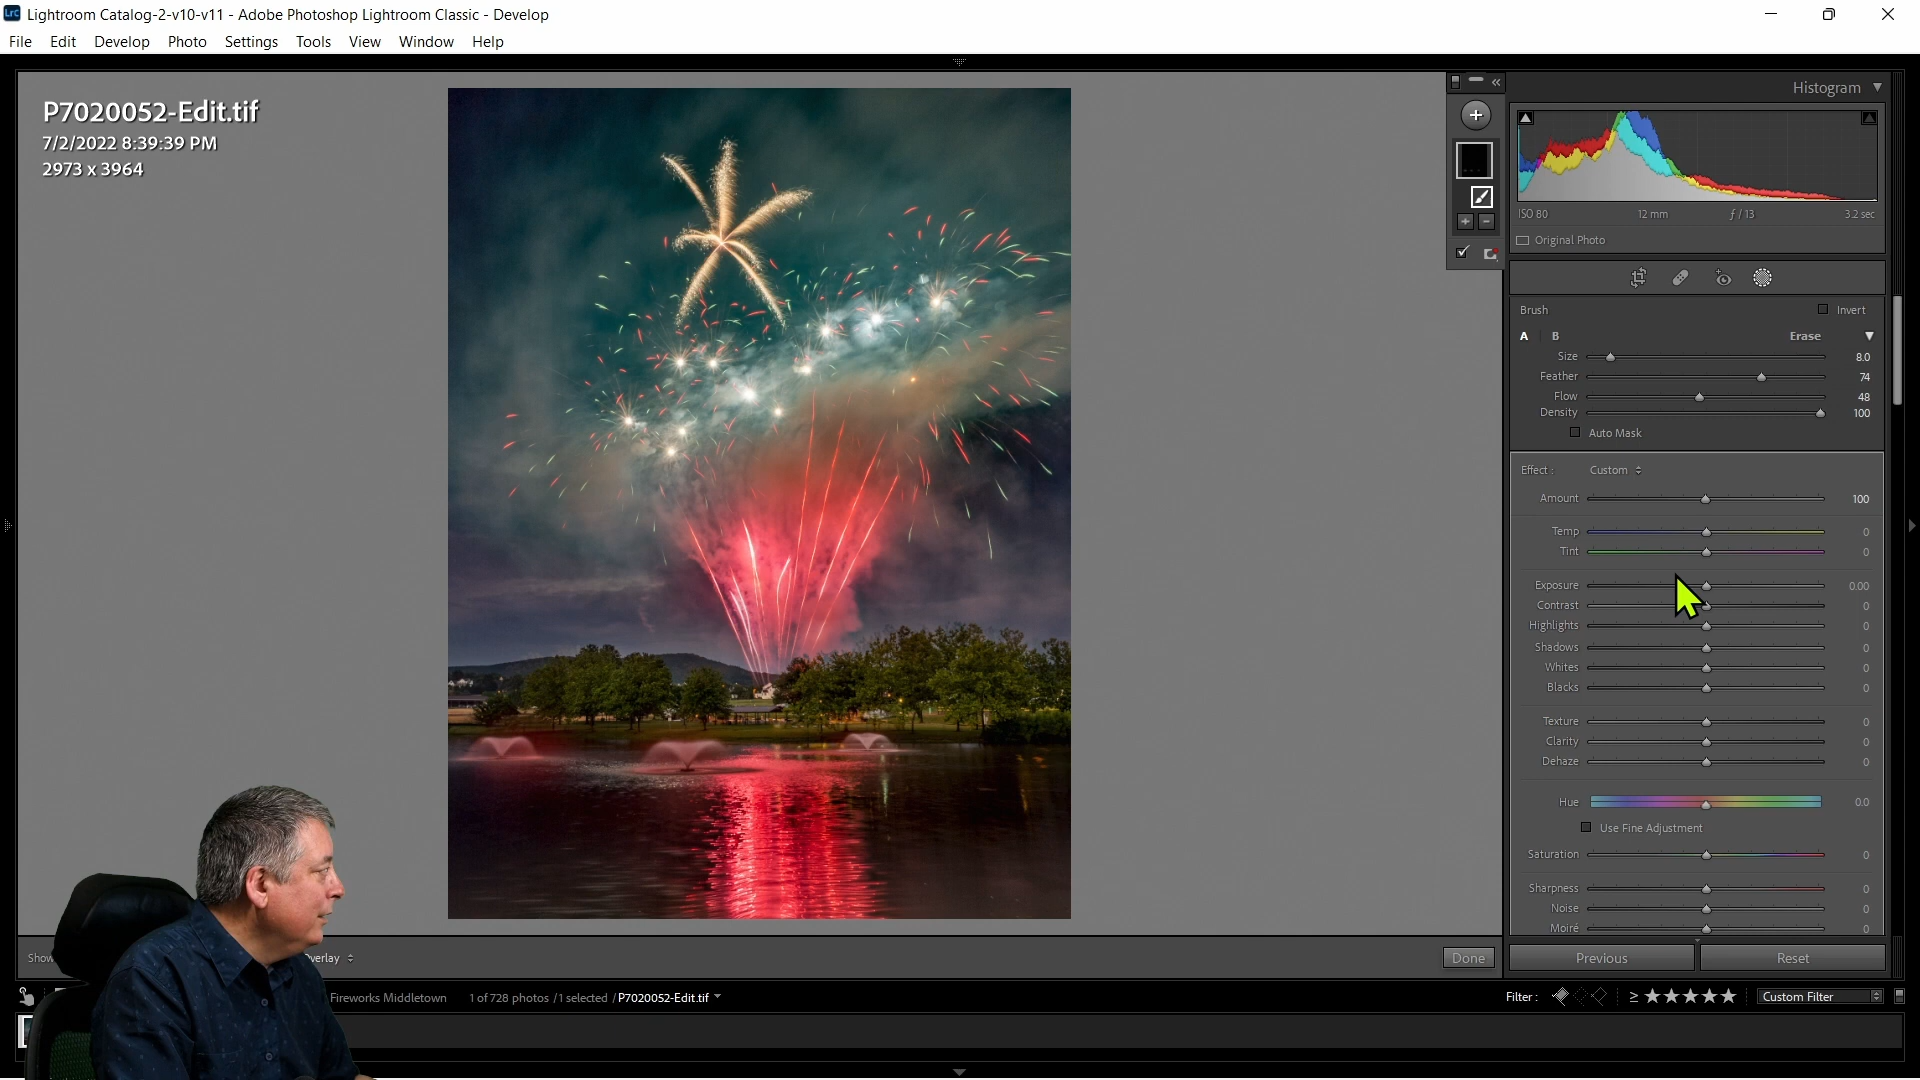 Lightroom Catalog-2-v10-v11 - Adobe Photoshop Lightroom Classic - Develop
File Edit Develop Photo Settings Tools View Window Help
P7020052-Edit.tif
7/2/2022 8:39:39 PM
2973 x 3964
Histogram
ISO 80 12 mm ƒ / 13 3.2 sec
Original Photo
Brush Invert
A B Erase
Size 8.0
Feather 74
Flow 48
Density 100
Auto Mask
Effect : Custom
Amount 100
Temp 0
Tint 0
Exposure 0.00
Contrast 0
Highlights 0
Shadows 0
Whites 0
Blacks 0
Texture 0
Clarity 0
Dehaze 0
Hue 0.0
Use Fine Adjustment
Saturation 0
Sharpness 0
Noise 0
Moiré 0
Show verlay Done Previous Reset
Fireworks Middletown 1 of 728 photos / 1 selected / P7020052-Edit.tif Filter : ≥ ★★★★★ Custom Filter